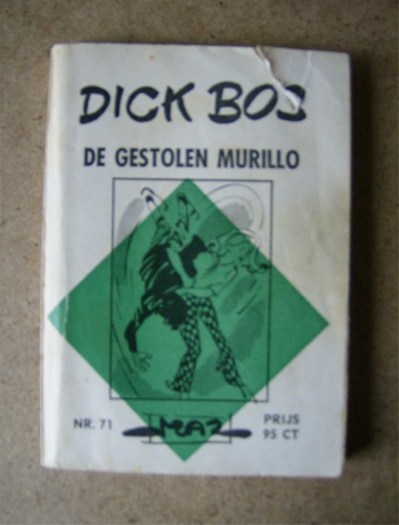 DICK BOS
DE GESTOLEN MURILLO
NR. 71
MAZ
PRIJS
95 CT